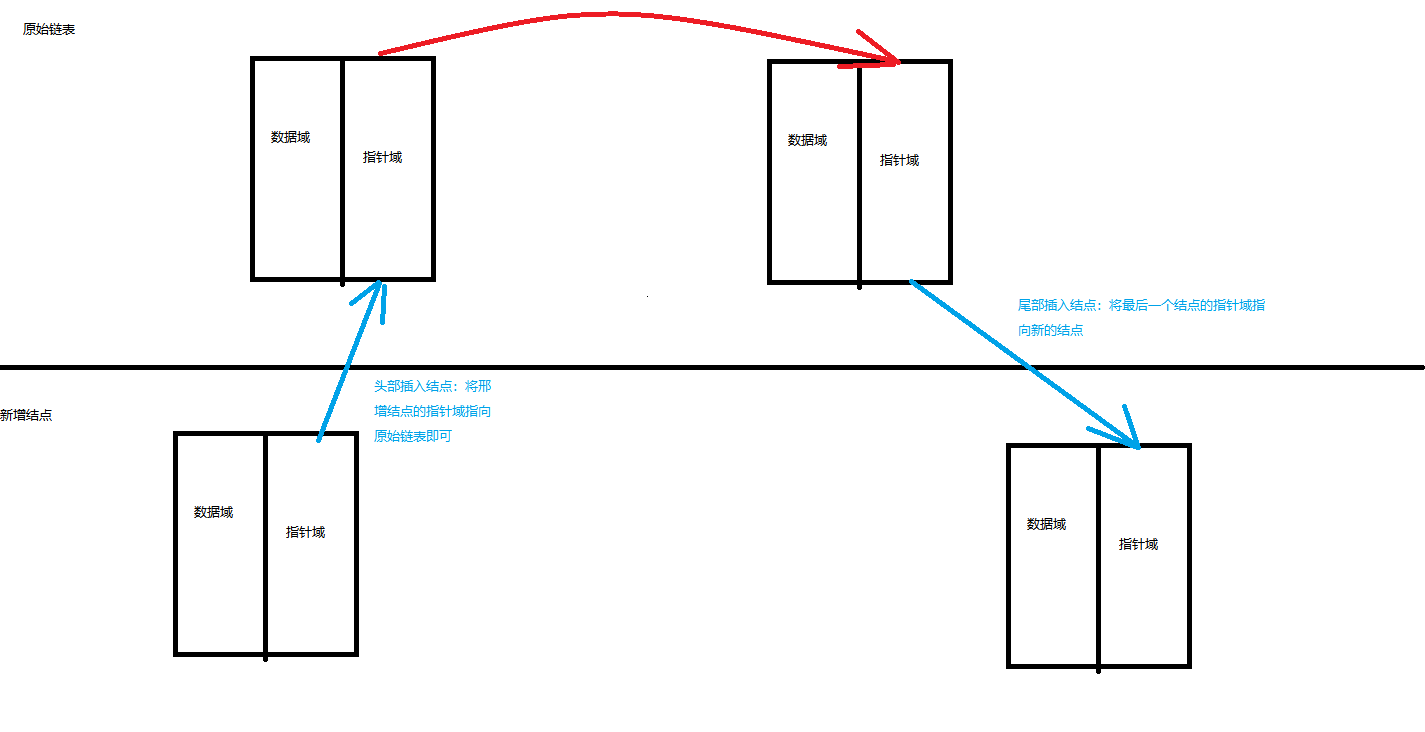 原始链表
数据域
指针域
数据域
指针域
尾部插入结点：将最后一个结点的指针域指
向新的结点
头部插入结点：将邢
增结点的指针域指向
原始链表即可
新增结点
数据域
指针域
数据域
指针域